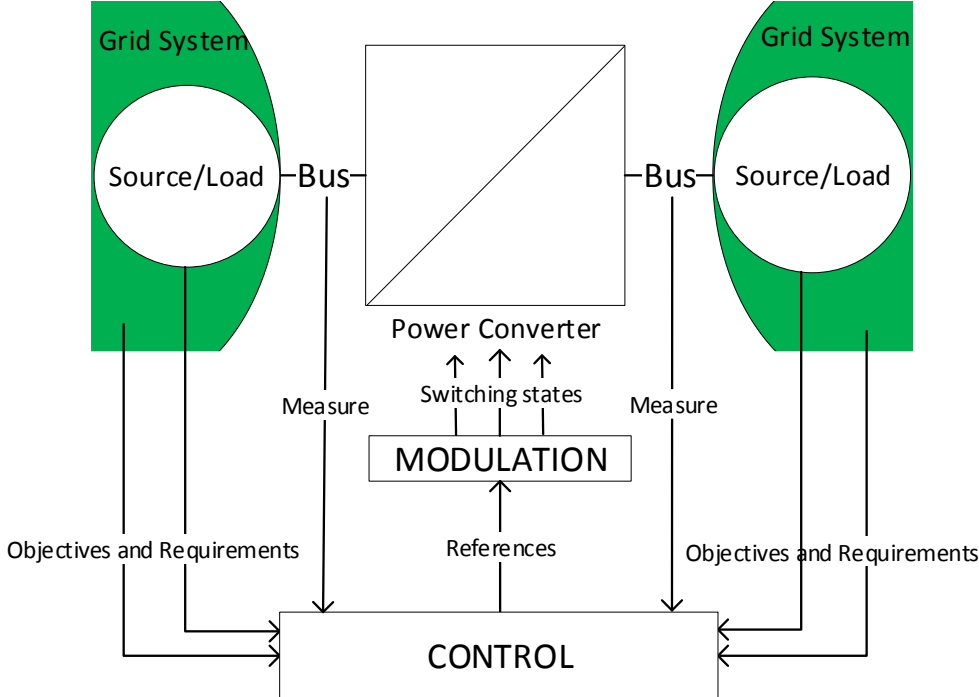 Grid System
Grid System
Source/Load
Bus
Bus
Source/Load
Power Converter
Switching states
Measure
Measure
MODULATION
Objectives and Requirements
References
Objectives and Requirements
CONTROL